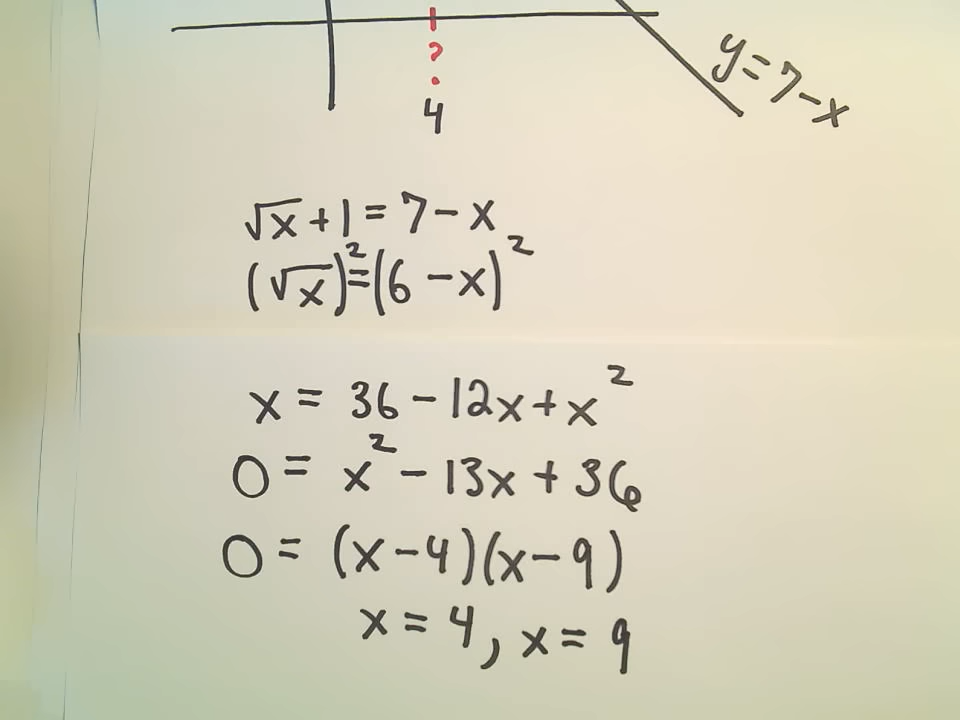 ?
4
y = 7 - x
√x + 1 = 7 - x
(√x)² = (6 - x)²
x = 36 - 12x + x²
0 = x² - 13x + 36
0 = (x - 4)(x - 9)
x = 4, x = 9